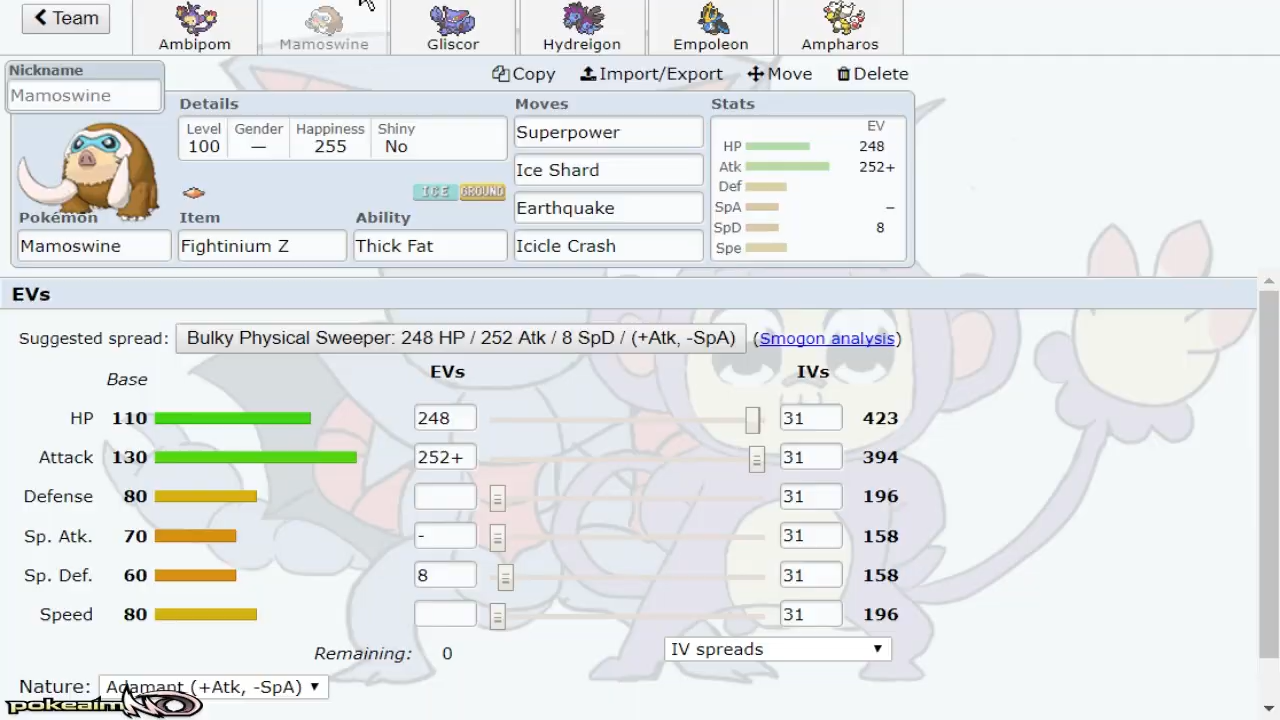 Team
Ambipom Mamoswine Gliscor Hydreigon Empoleon Ampharos
Copy Import/Export Move Delete
Nickname
Mamoswine
Details Moves Stats
Level Gender Happiness Shiny
100 — 255 No
Superpower
Ice Shard
Earthquake
Icicle Crash
EV
HP 248
Atk 252+
Def
SpA –
SpD 8
Spe
ICE GROUND
Pokémon Item Ability
Mamoswine Fightinium Z Thick Fat
EVs
Suggested spread: Bulky Physical Sweeper: 248 HP / 252 Atk / 8 SpD / (+Atk, -SpA) (Smogon analysis)
Base EVs IVs
HP 110 248 31 423
Attack 130 252+ 31 394
Defense 80 31 196
Sp. Atk. 70 - 31 158
Sp. Def. 60 8 31 158
Speed 80 31 196
Remaining: 0 IV spreads
Nature: Adamant (+Atk, -SpA)
pokeaimMD